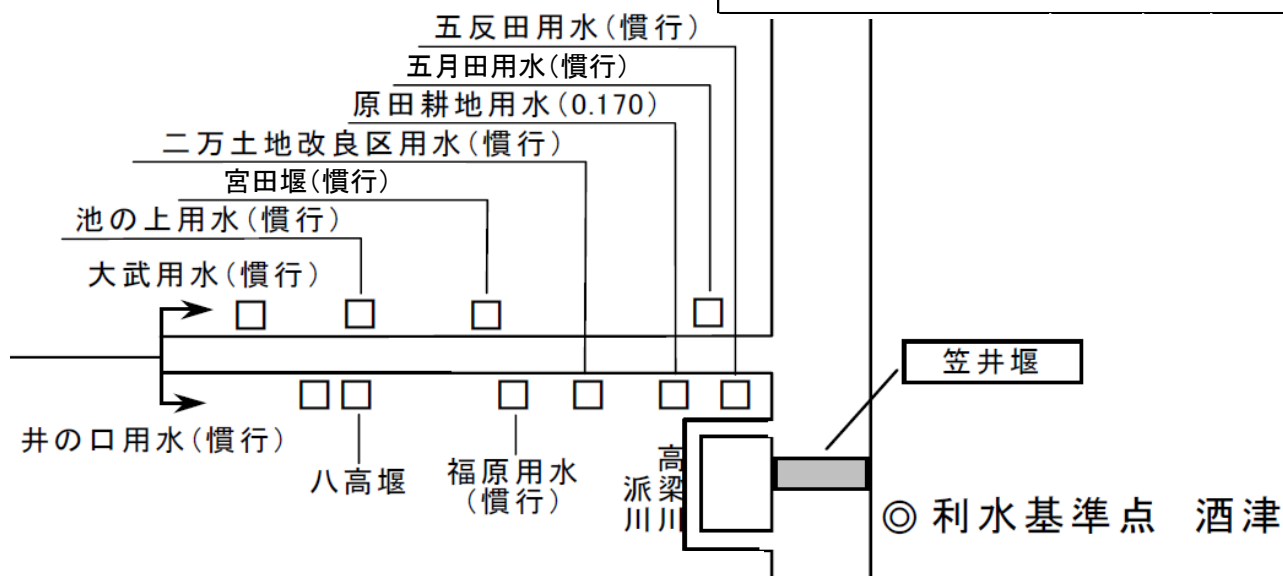 五反田用水(慣行)
五月田用水(慣行)
原田耕地用水(0.170)
二万土地改良区用水(慣行)
宮田堰(慣行)
池の上用水(慣行)
大武用水(慣行)
笠井堰
井の口用水(慣行)
八高堰
福原用水
(慣行)
高梁川
派川
◎ 利水基準点 酒津